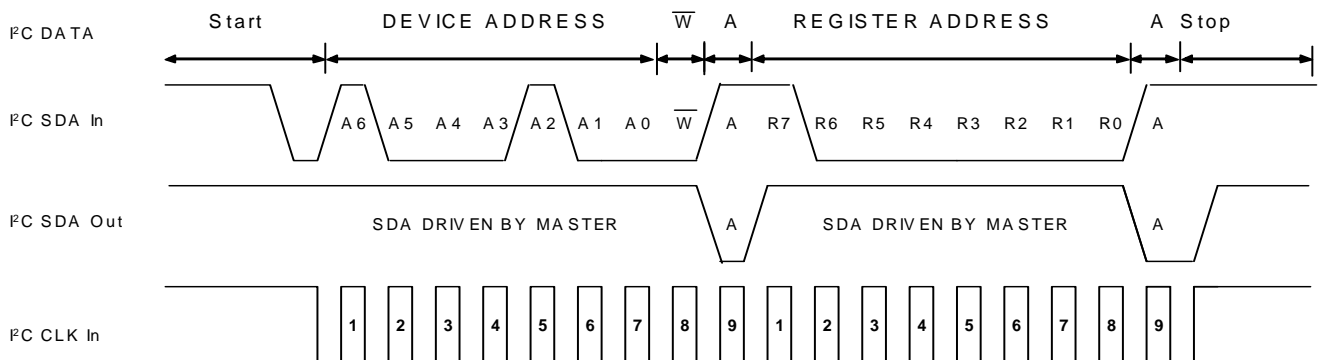 I²C DATA Start DEVICE ADDRESS W̅ A REGISTER ADDRESS A Stop
I²C SDA In A6 A5 A4 A3 A2 A1 A0 W̅ A R7 R6 R5 R4 R3 R2 R1 R0 A
I²C SDA Out SDA DRIVEN BY MASTER A SDA DRIVEN BY MASTER A
I²C CLK In 1 2 3 4 5 6 7 8 9 1 2 3 4 5 6 7 8 9